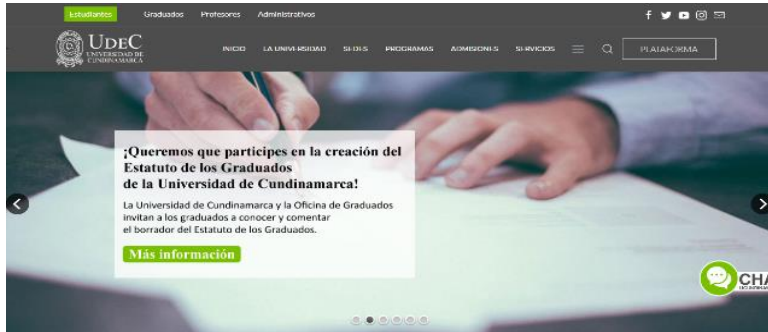 Estudiantes Graduados Profesores Administrativos
UDEC
UNIVERSIDAD DE
CUNDINAMARCA
INICIO LA UNIVERSIDAD SEDES PROGRAMAS ADMISIONES SERVICIOS PLATAFORMA
¡Queremos que participes en la creación del
Estatuto de los Graduados
de la Universidad de Cundinamarca!
La Universidad de Cundinamarca y la Oficina de Graduados
invitan a los graduados a conocer y comentar
el borrador del Estatuto de los Graduados.
Más información
CHA